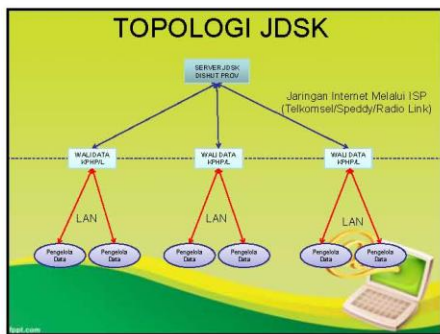 TOPOLOGI JDSK
SERVER JDSK
DISHUT PROV
Jaringan Internet Melalui ISP
(Telkomsel/Speddy/Radio Link)
WALI DATA
KPHP/L
WALI DATA
KPHP/L
WALI DATA
KPHP/L
LAN
LAN
LAN
Pengelola
Data
Pengelola
Data
Pengelola
Data
Pengelola
Data
Pengelola
Data
Pengelola
Data
fppt.com